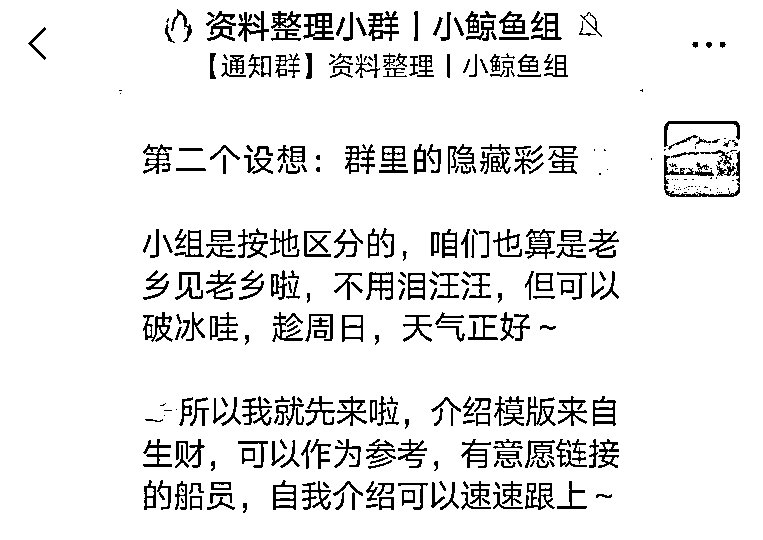 资料整理小群丨小鲸鱼组
【通知群】资料整理丨小鲸鱼组
第二个设想：群里的隐藏彩蛋
小组是按地区分的，咱们也算是老
乡见老乡啦，不用泪汪汪，但可以
破冰哇，趁周日，天气正好~
所以我就先来啦，介绍模版来自
生财，可以作为参考，有意愿链接
的船员，自我介绍可以速速跟上~